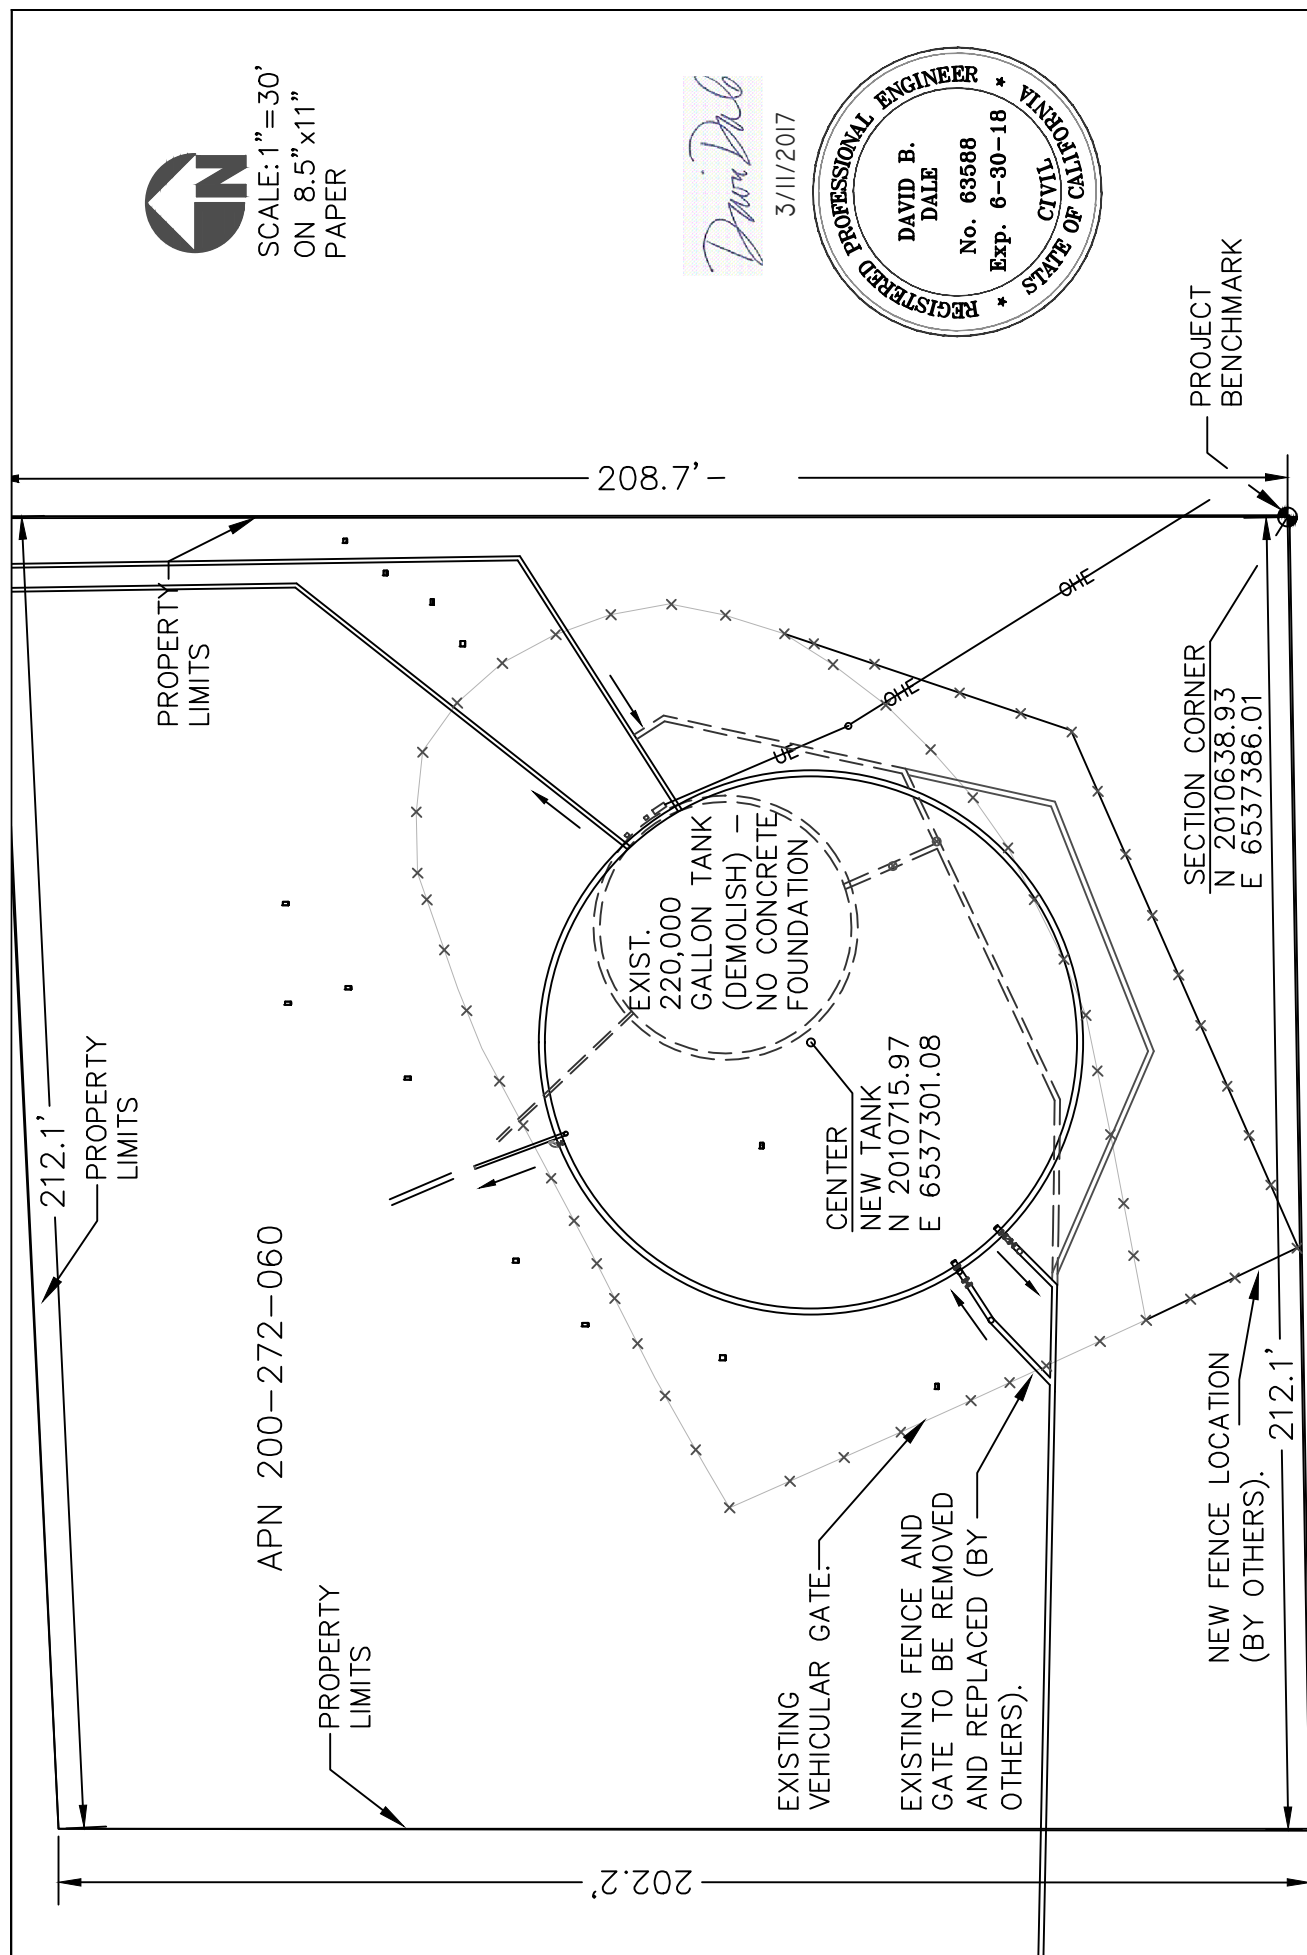 N
SCALE: 1"=30'
ON 8.5"x11"
PAPER
David Dale
3/11/2017
REGISTERED PROFESSIONAL ENGINEER
DAVID B.
DALE
No. 63588
Exp. 6-30-18
CIVIL
STATE OF CALIFORNIA
PROJECT
BENCHMARK
208.7'
PROPERTY
LIMITS
OHE
OHE
UE
SECTION CORNER
N 2010638.93
E 6537386.01
EXIST.
220,000
GALLON TANK
(DEMOLISH) –
NO CONCRETE
FOUNDATION
212.1'
PROPERTY
LIMITS
CENTER
NEW TANK
N 2010715.97
E 6537301.08
APN 200-272-060
PROPERTY
LIMITS
EXISTING
VEHICULAR GATE.
EXISTING FENCE AND
GATE TO BE REMOVED
AND REPLACED (BY
OTHERS).
NEW FENCE LOCATION
(BY OTHERS).
212.1'
202.2'